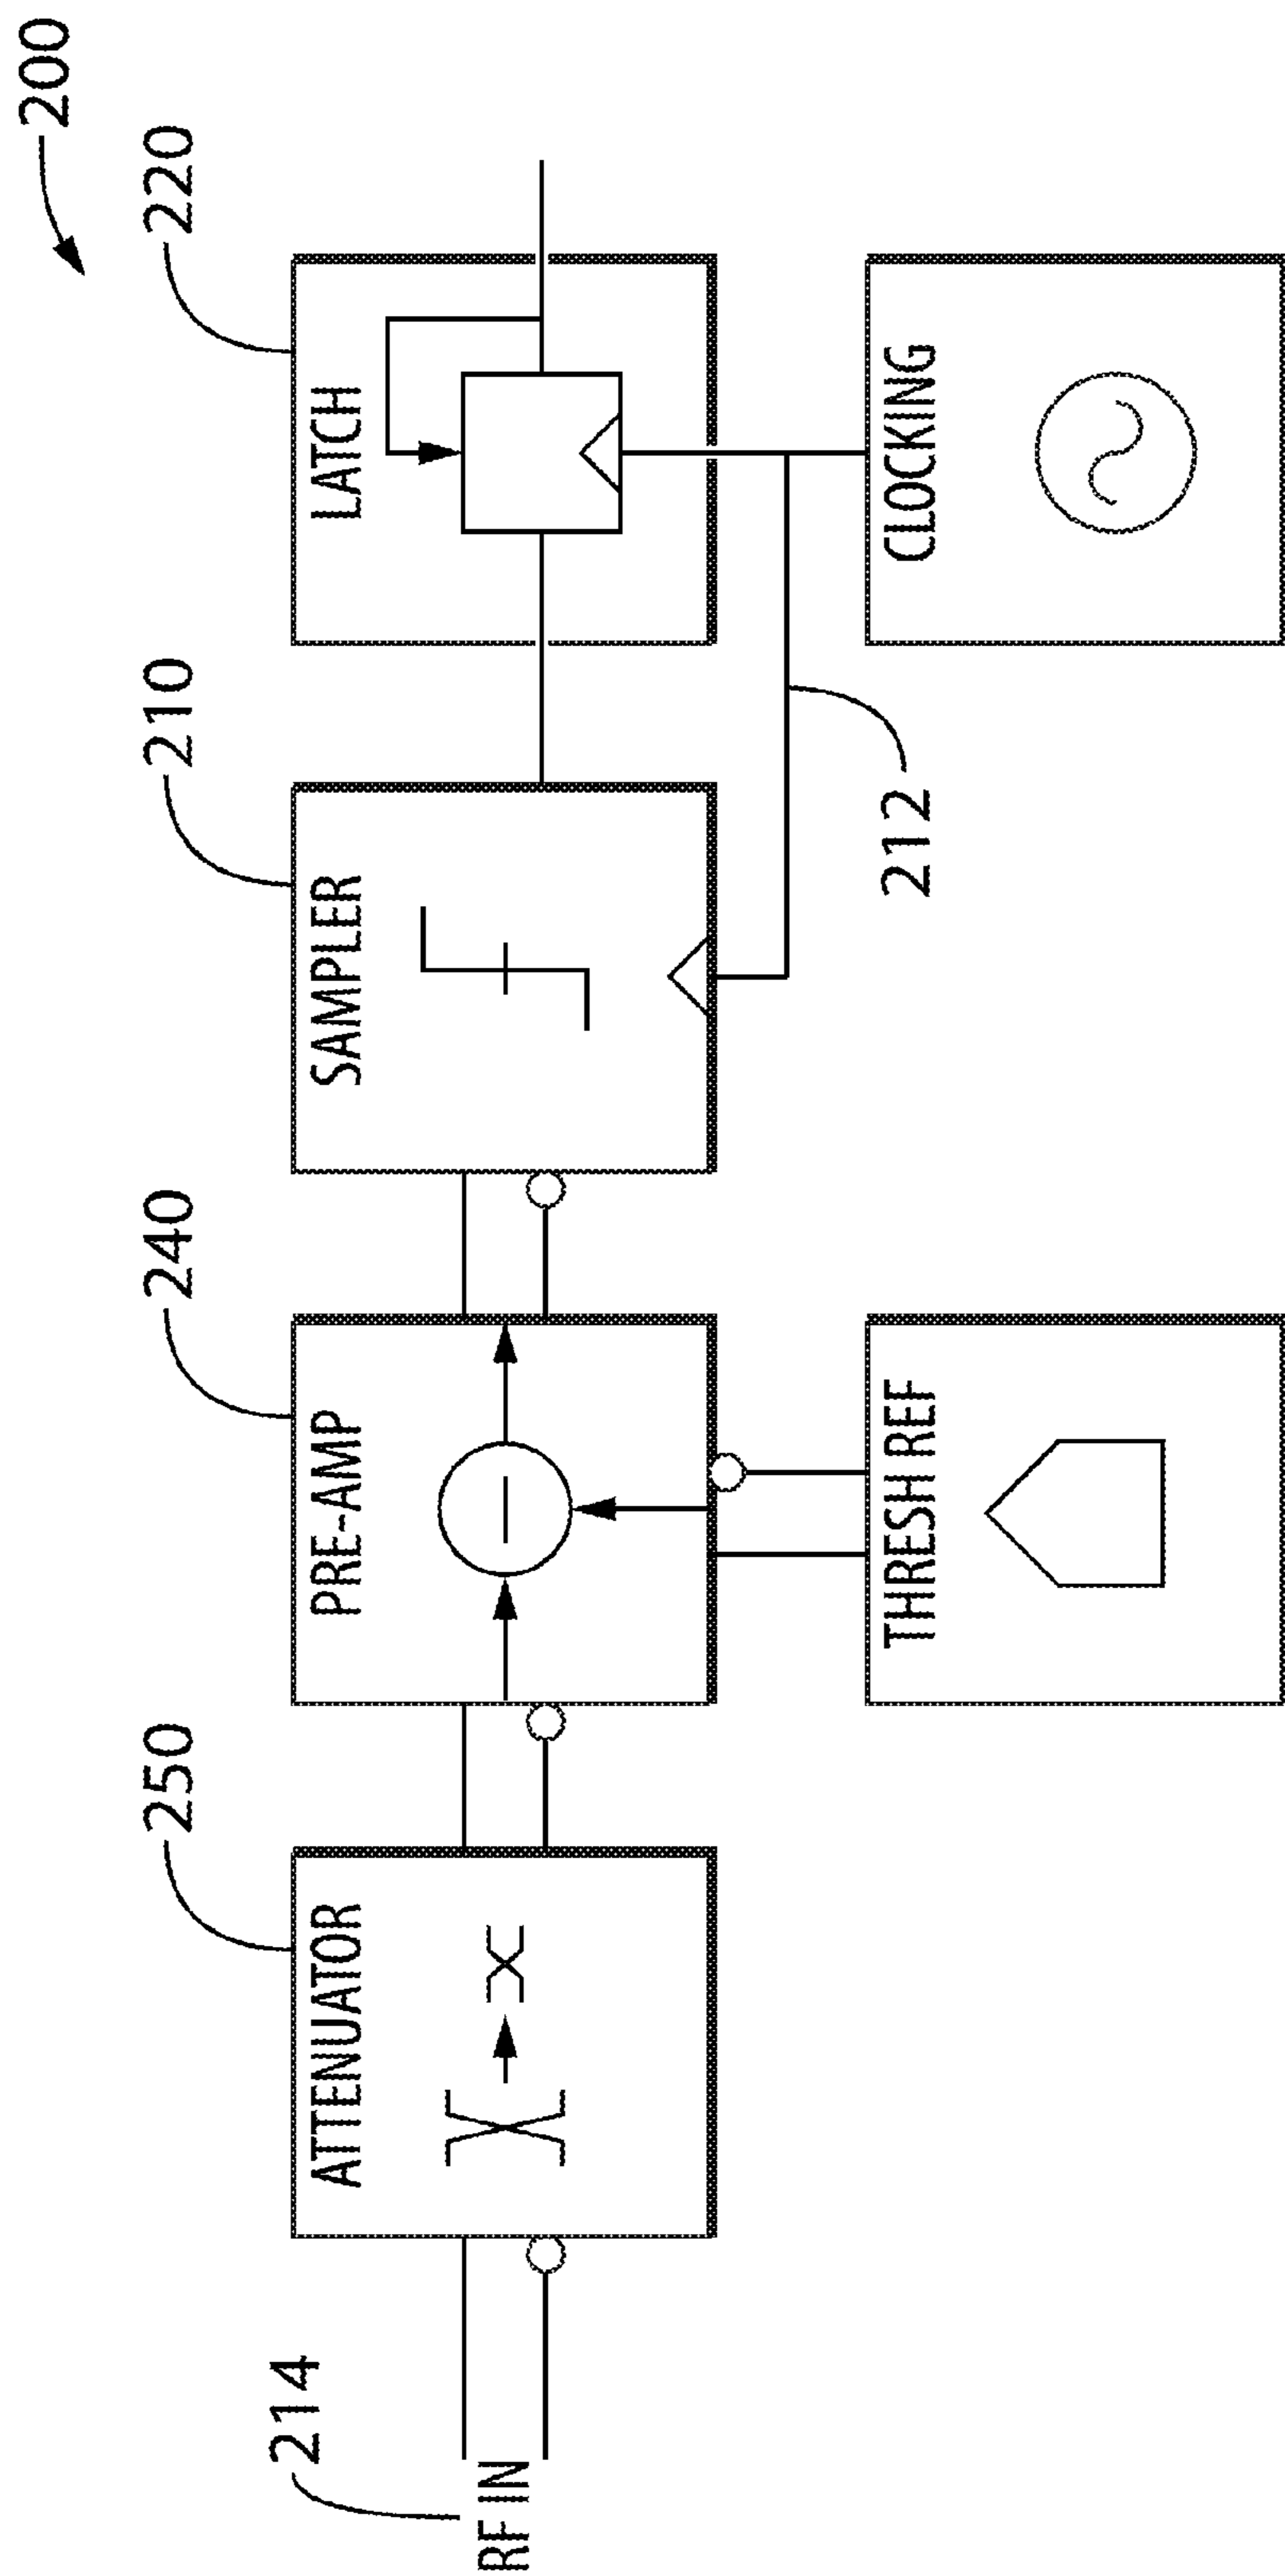 200
214
RF IN
250
ATTENUATOR
240
PRE-AMP
210
SAMPLER
220
LATCH
212
THRESH REF
CLOCKING